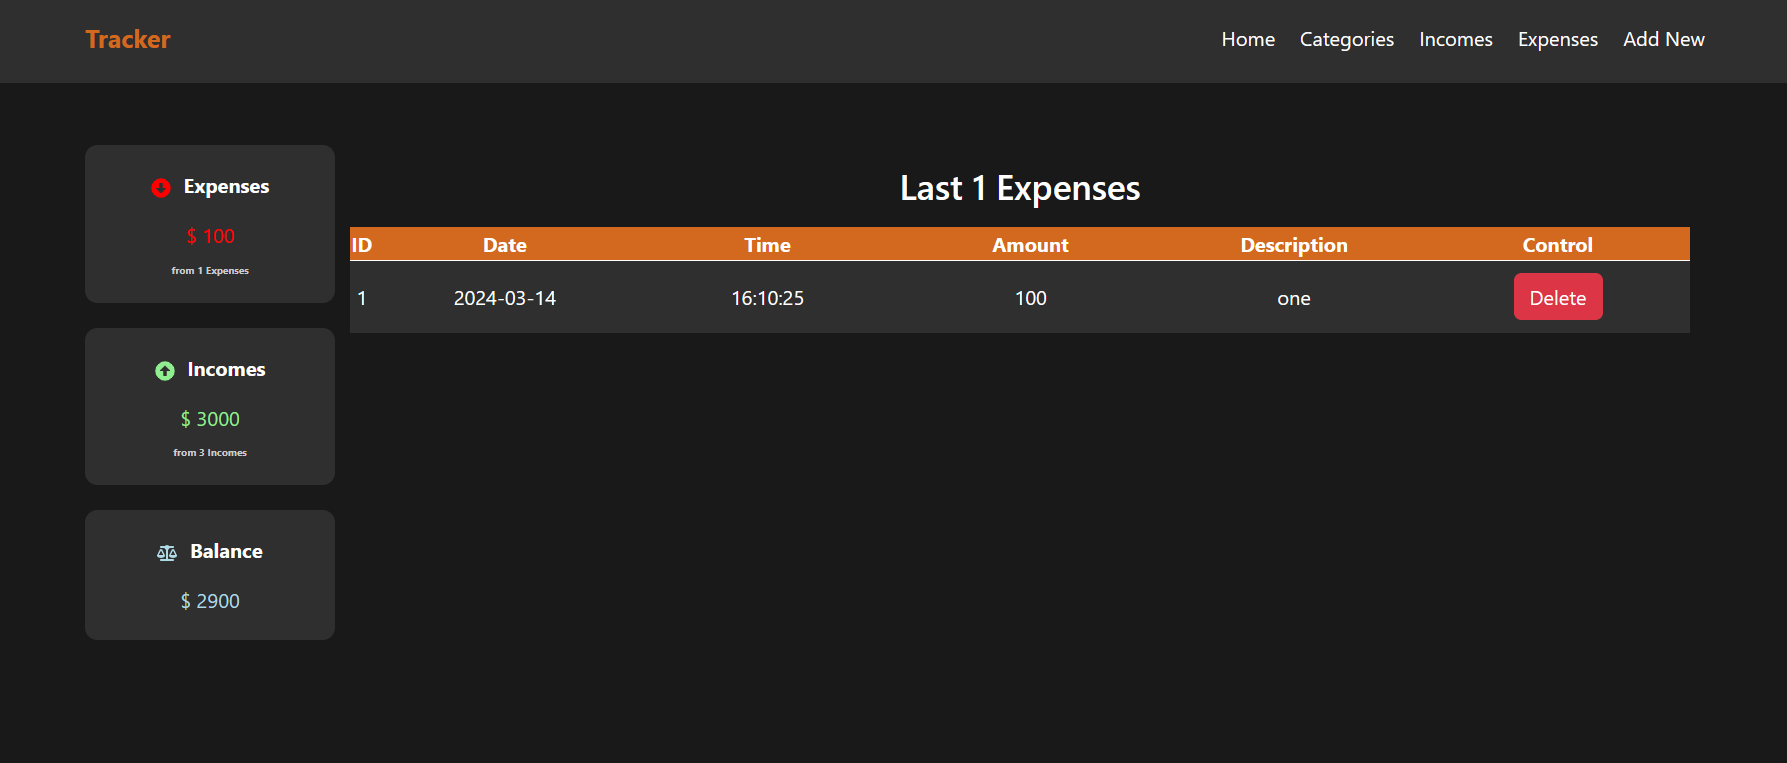 Tracker
Home Categories Incomes Expenses Add New
Expenses
$ 100
from 1 Expenses
Incomes
$ 3000
from 3 Incomes
Balance
$ 2900
Last 1 Expenses
ID Date Time Amount Description Control
1 2024-03-14 16:10:25 100 one Delete